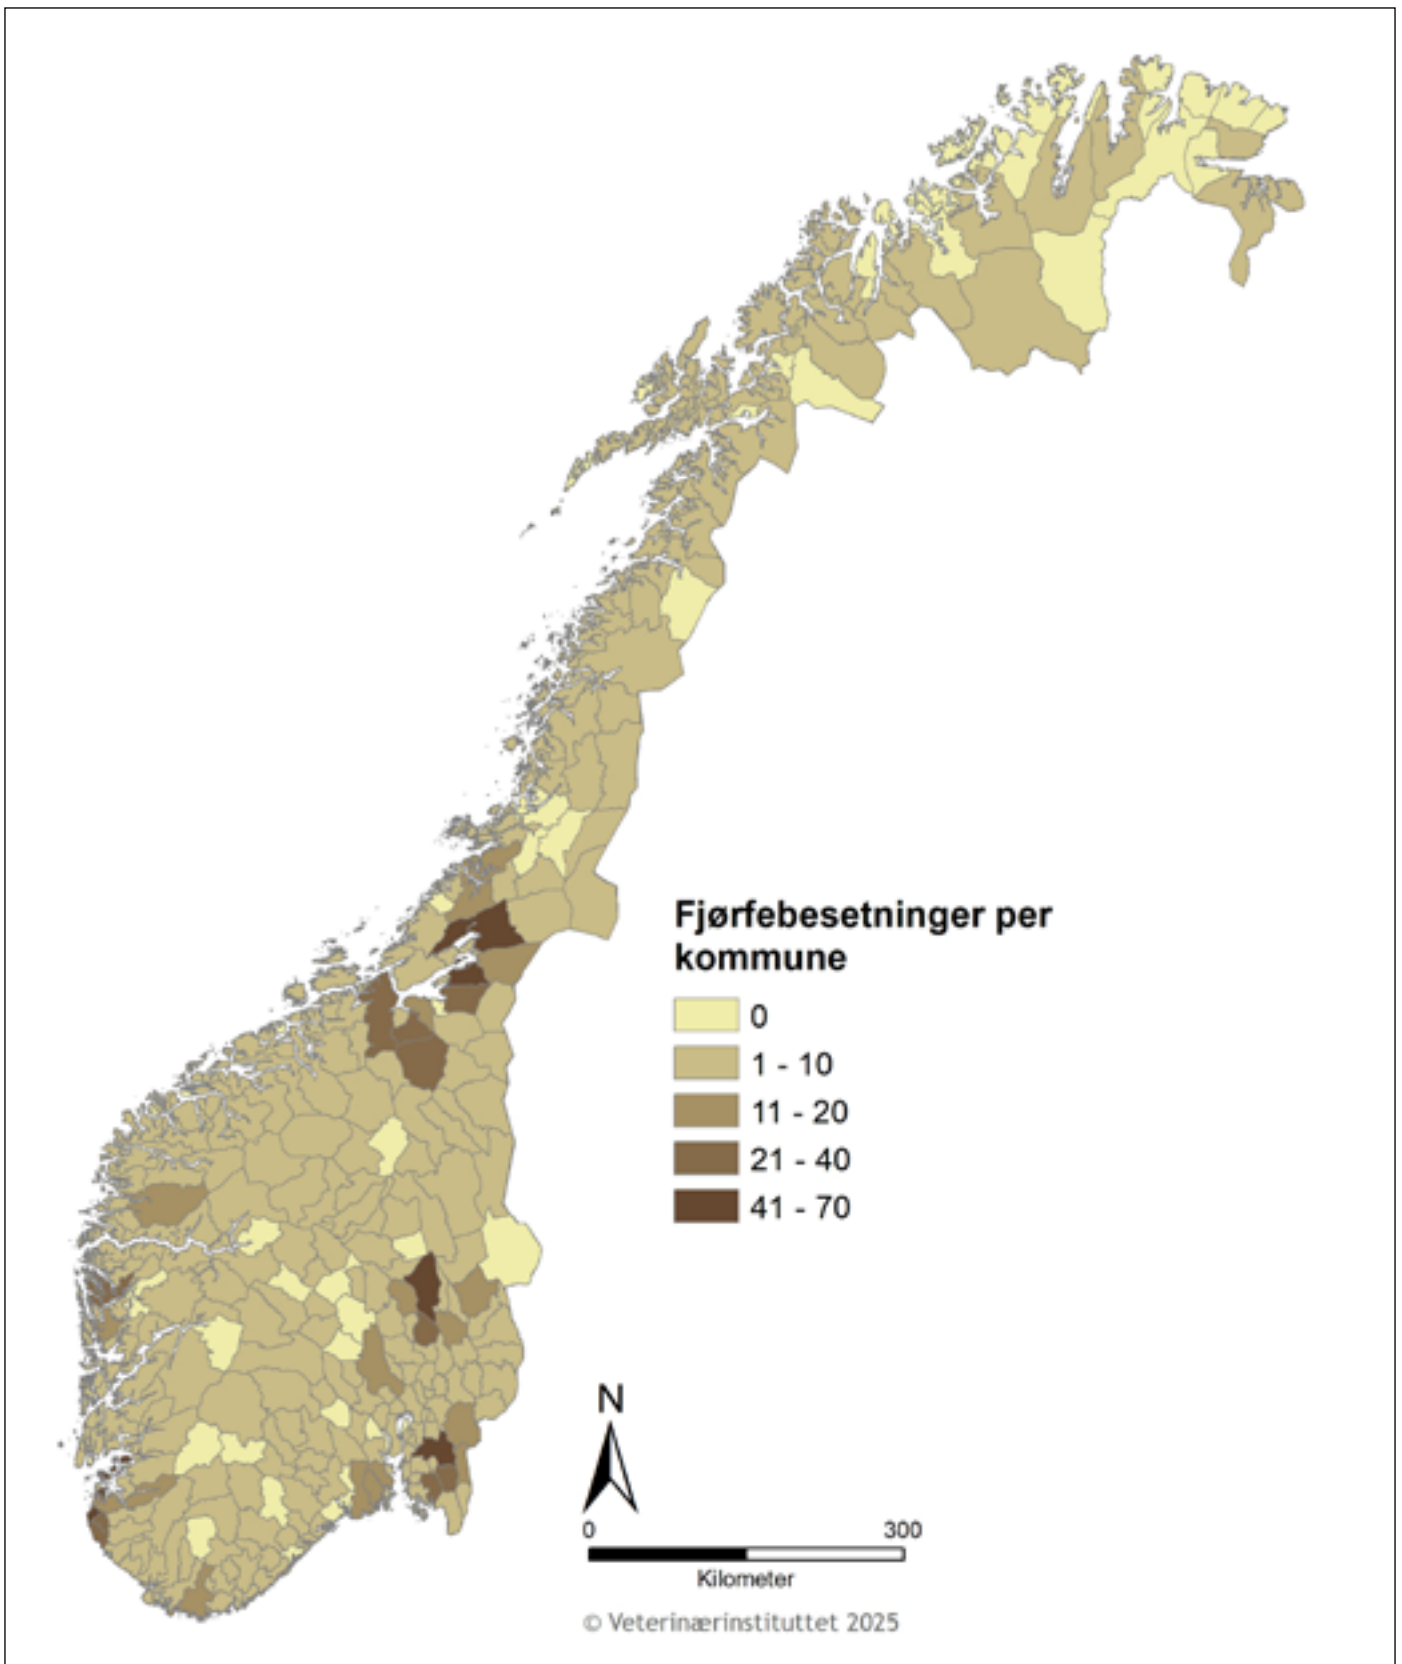 Fjørfebesetninger per
kommune
0
1 - 10
11 - 20
21 - 40
41 - 70
N
0 300
Kilometer
© Veterinærinstituttet 2025